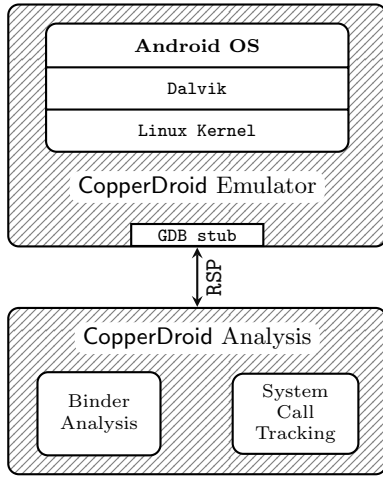 Android OS
Dalvik
Linux Kernel
CopperDroid Emulator
GDB stub
RSP
CopperDroid Analysis
Binder
Analysis
System
Call
Tracking